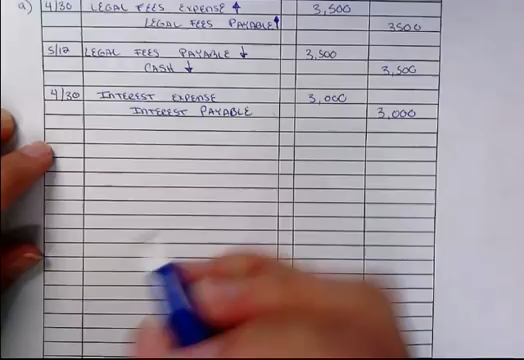 a) 4/30 LEGAL FEES EXPENSE ↑ 3,500
LEGAL FEES PAYABLE ↑ 3500
5/12 LEGAL FEES PAYABLE ↓ 3,500
CASH ↓ 3,500
4/30 INTEREST EXPENSE 3,000
INTEREST PAYABLE 3,000